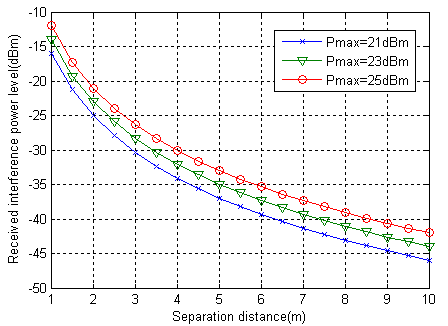 -10
-15
-20
-25
-30
-35
-40
-45
-50
Received interference power level(dBm)
Pmax=21dBm
Pmax=23dBm
Pmax=25dBm
1 2 3 4 5 6 7 8 9 10
Separation distance(m)